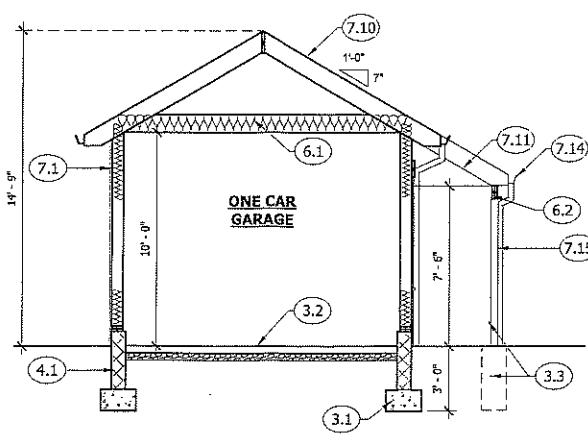 7.10
1'-0"
7"
7.11
7.14
6.1
7.1
6.2
ONE CAR
GARAGE
14' - 9"
10' - 0"
7' - 6"
7.15
3.2
4.1
3.3
3' - 0"
3.1